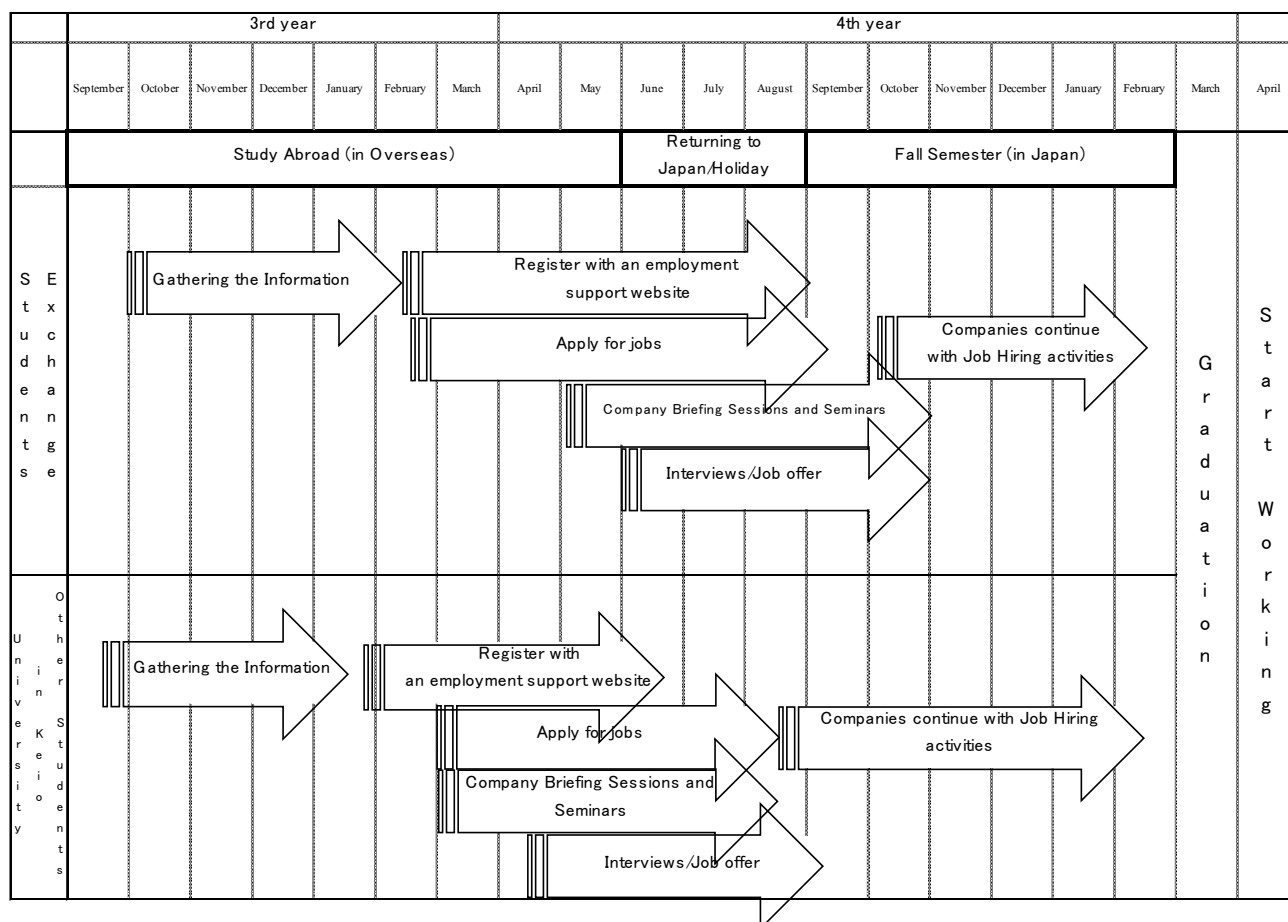 3rd year
4th year
September
October
November
December
January
February
March
April
May
June
July
August
September
October
November
December
January
February
March
April
Study Abroad (in Overseas)
Returning to
Japan/Holiday
Fall Semester (in Japan)
Exchange
Students
Gathering the Information
Register with an employment
support website
Apply for jobs
Company Briefing Sessions and Seminars
Interviews/Job offer
Companies continue
with Job Hiring activities
Graduation
Start Working
Other Students
in Keio
University
Gathering the Information
Register with
an employment support website
Apply for jobs
Company Briefing Sessions and
Seminars
Interviews/Job offer
Companies continue with Job Hiring
activities